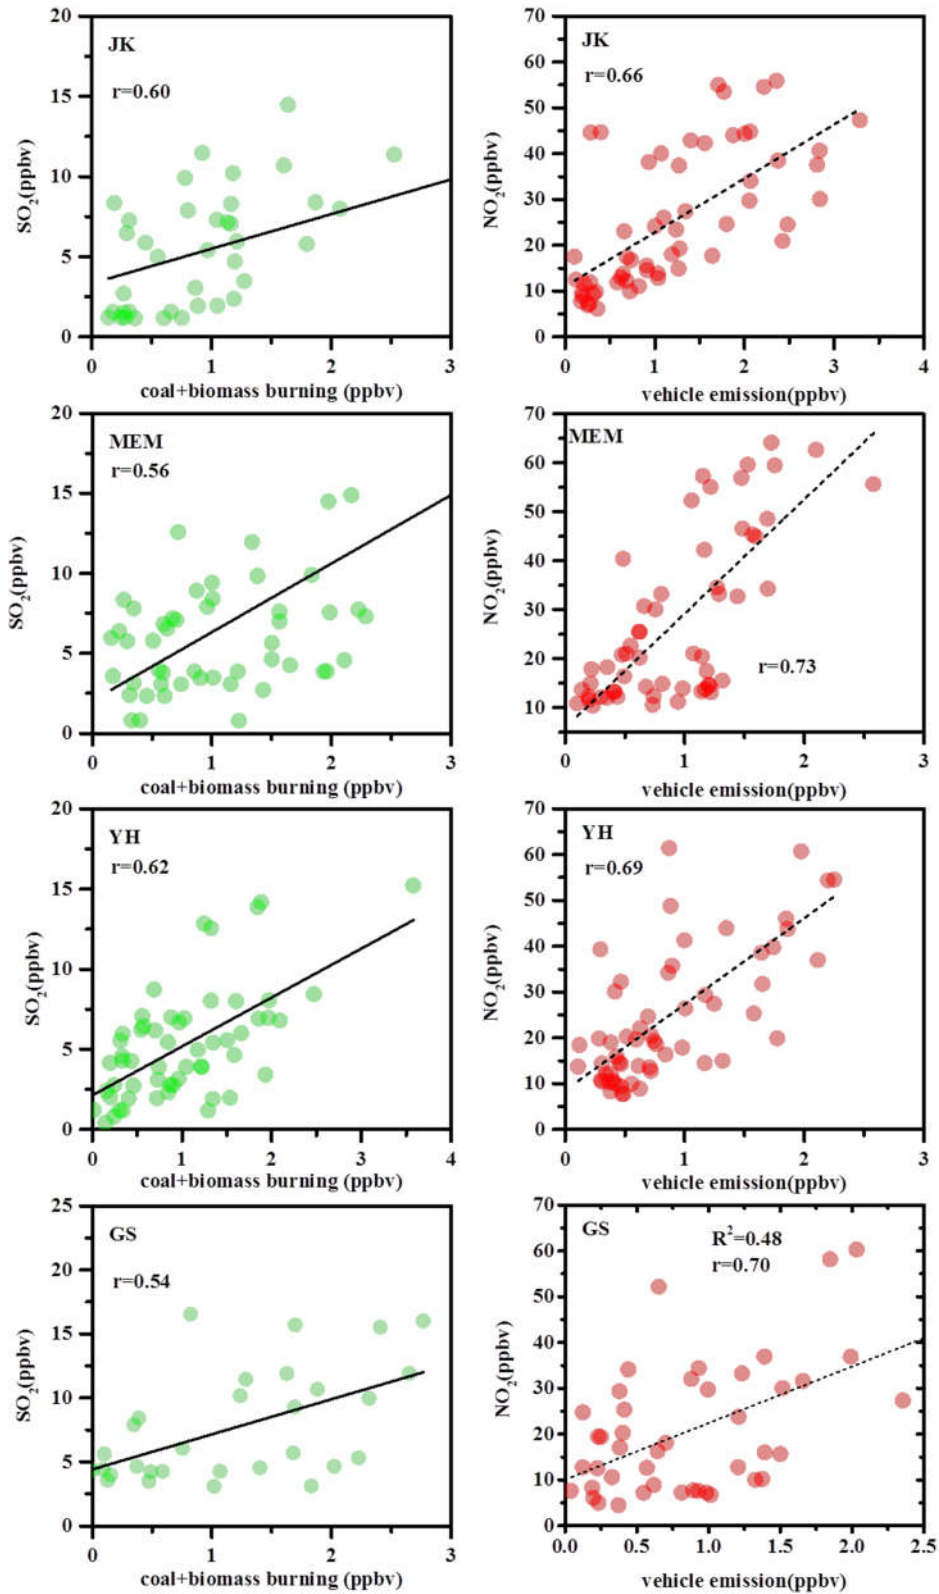 20
15
10
5
0
SO2(ppbv)
JK
r=0.60
0 1 2 3
coal+biomass burning (ppbv)
70
60
50
40
30
20
10
0
NO2(ppbv)
JK
r=0.66
0 1 2 3 4
vehicle emission(ppbv)
20
15
10
5
0
SO2(ppbv)
MEM
r=0.56
0 1 2 3
coal+biomass burning (ppbv)
70
60
50
40
30
20
10
NO2(ppbv)
MEM
r=0.73
0 1 2 3
vehicle emission(ppbv)
20
15
10
5
0
SO2(ppbv)
YH
r=0.62
0 1 2 3 4
coal+biomass burning (ppbv)
70
60
50
40
30
20
10
0
NO2(ppbv)
YH
r=0.69
0 1 2 3
vehicle emission(ppbv)
25
20
15
10
5
0
SO2(ppbv)
GS
r=0.54
0 1 2 3
coal+biomass burning (ppbv)
70
60
50
40
30
20
10
0
NO2(ppbv)
GS
R²=0.48
r=0.70
0.0 0.5 1.0 1.5 2.0 2.5
vehicle emission(ppbv)